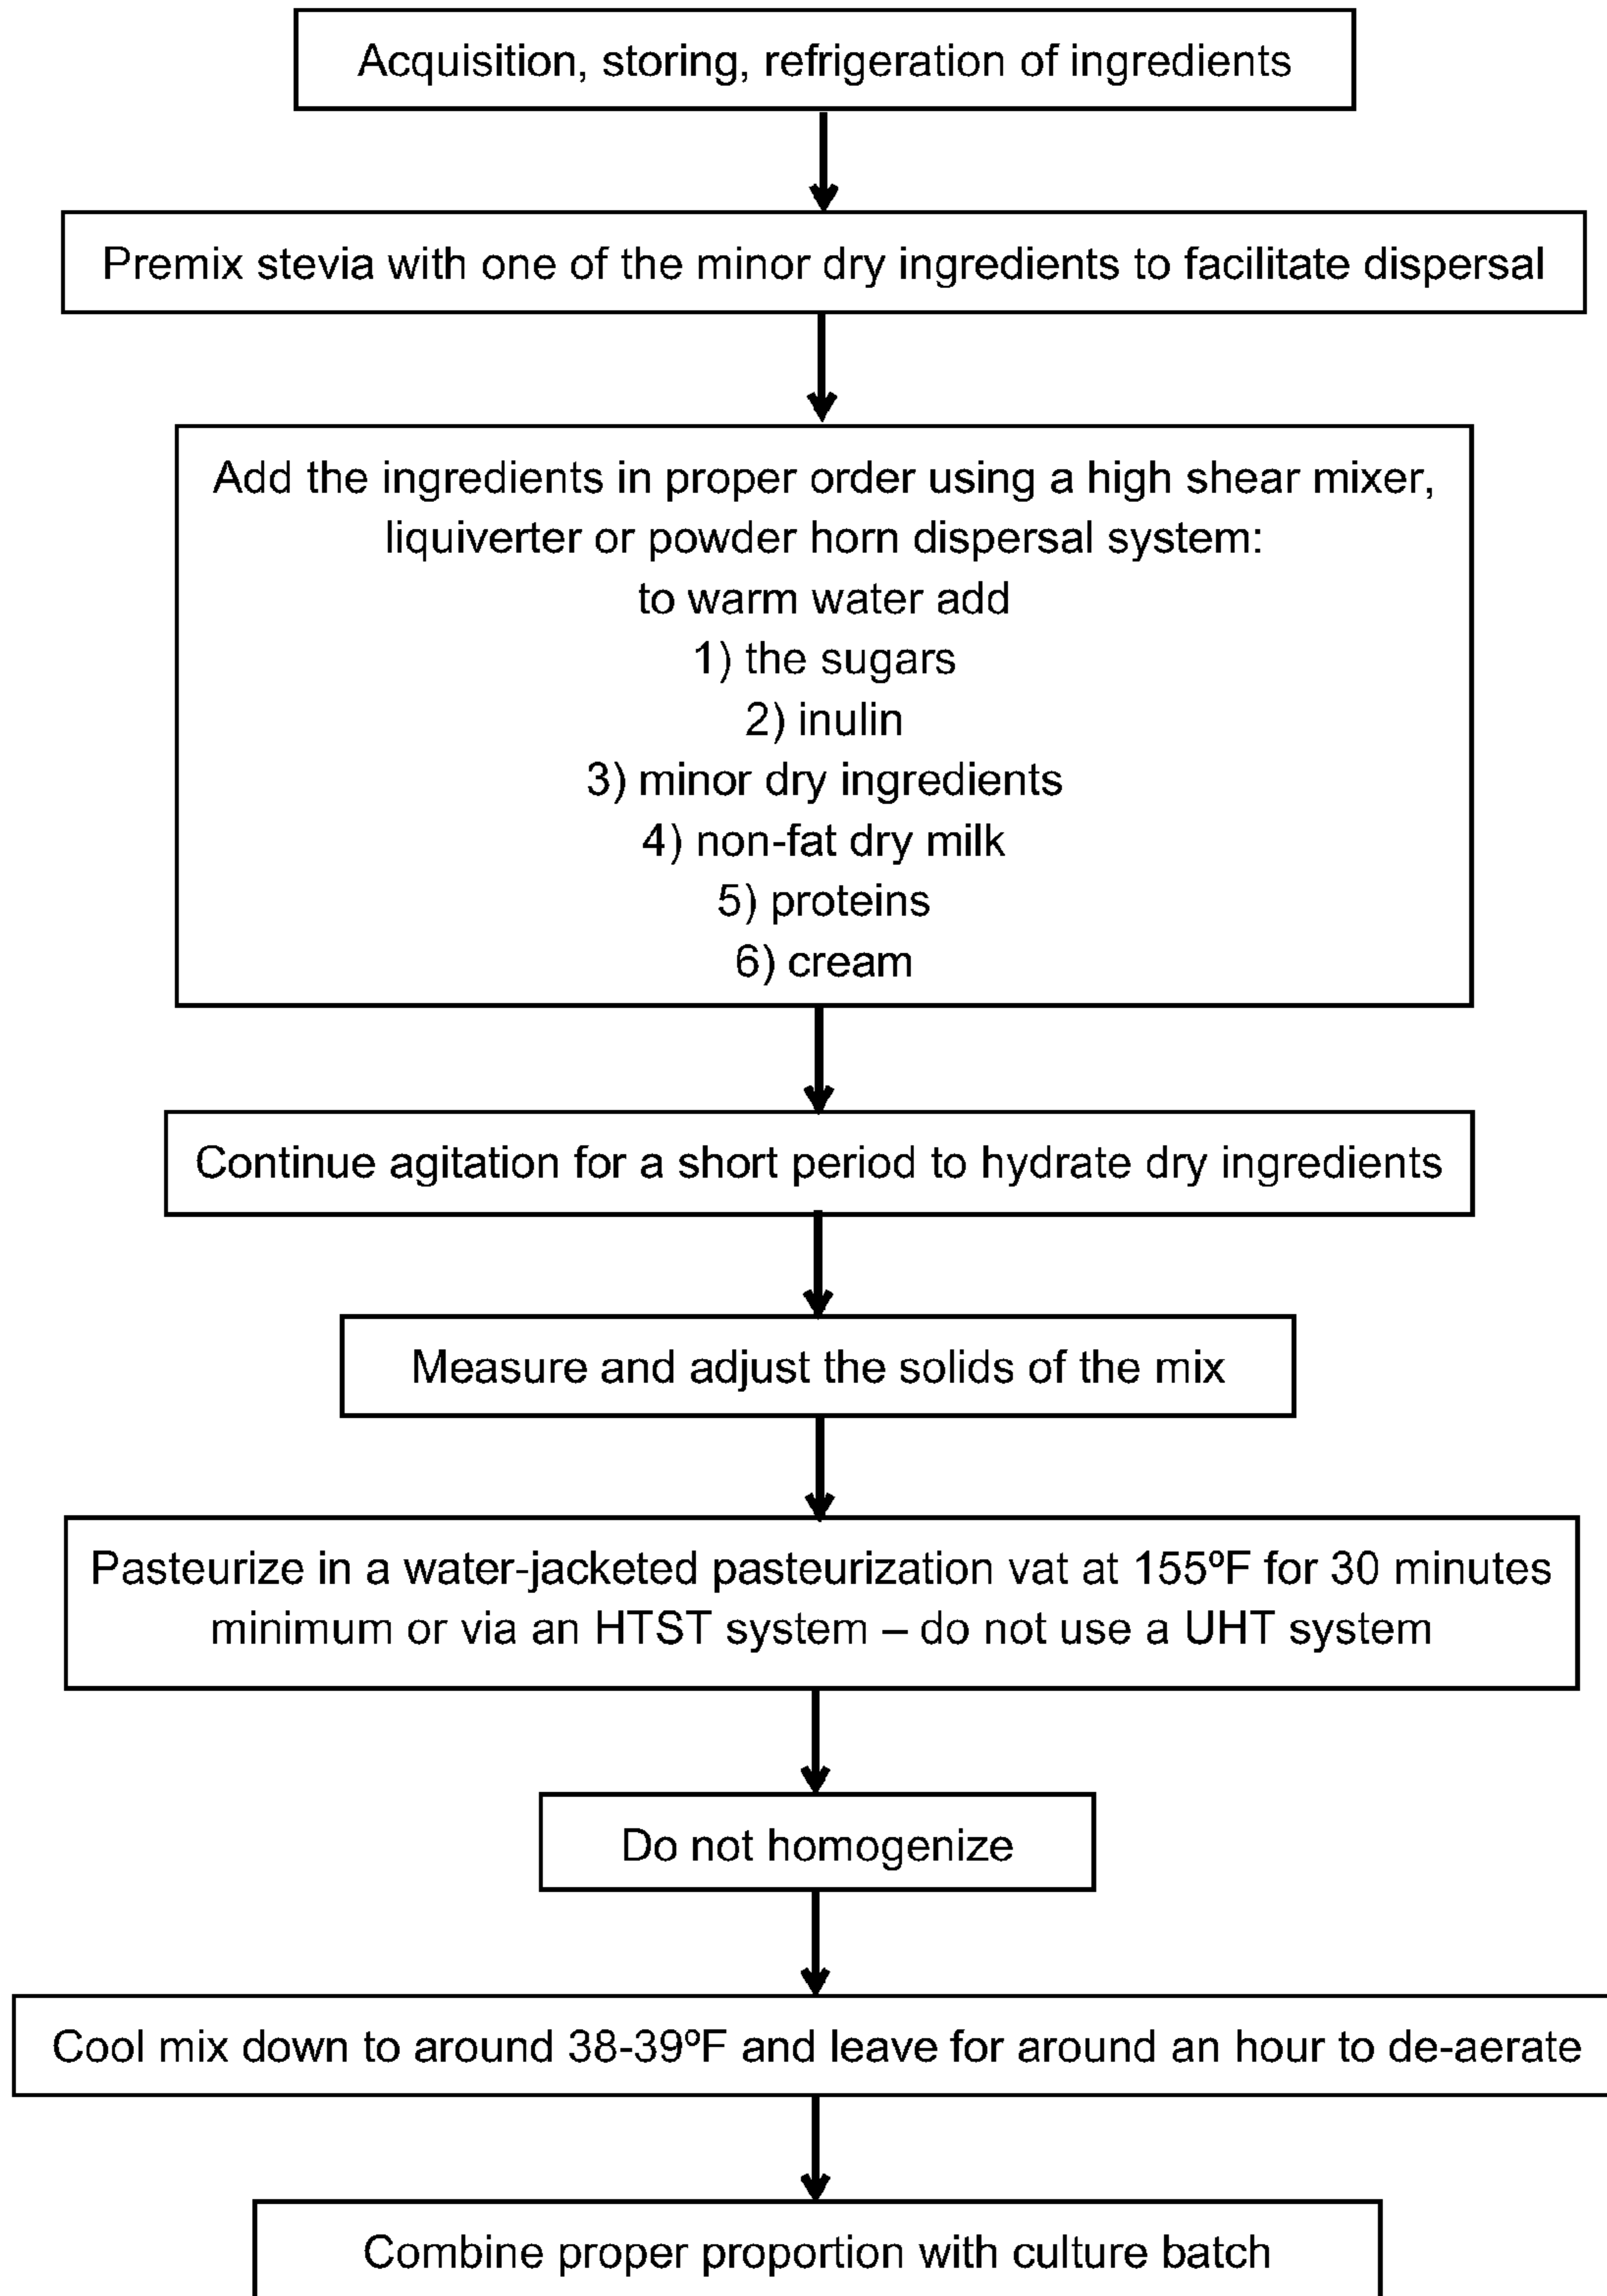 Acquisition, storing, refrigeration of ingredients
Premix stevia with one of the minor dry ingredients to facilitate dispersal
Add the ingredients in proper order using a high shear mixer,
liquiverter or powder horn dispersal system:
to warm water add
1) the sugars
2) inulin
3) minor dry ingredients
4) non-fat dry milk
5) proteins
6) cream
Continue agitation for a short period to hydrate dry ingredients
Measure and adjust the solids of the mix
Pasteurize in a water-jacketed pasteurization vat at 155ºF for 30 minutes
minimum or via an HTST system – do not use a UHT system
Do not homogenize
Cool mix down to around 38-39ºF and leave for around an hour to de-aerate
Combine proper proportion with culture batch